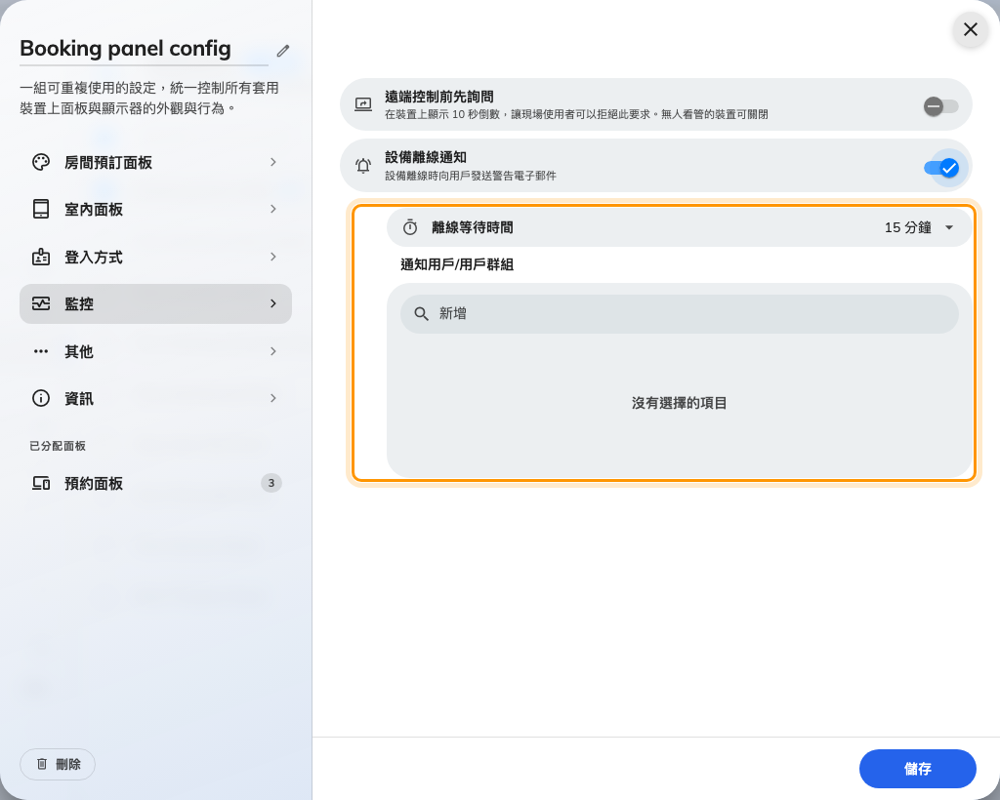 Booking panel config
一組可重複使用的設定，統一控制所有套用
裝置上面板與顯示器的外觀與行為。
房間預訂面板
室內面板
登入方式
監控
其他
資訊
已分配面板
預約面板
3
刪除
遠端控制前先詢問
在裝置上顯示 10 秒倒數，讓現場使用者可以拒絕此要求。無人看管的裝置可關閉
設備離線通知
設備離線時向用戶發送警告電子郵件
離線等待時間
15 分鐘
通知用戶/用戶群組
新增
沒有選擇的項目
儲存